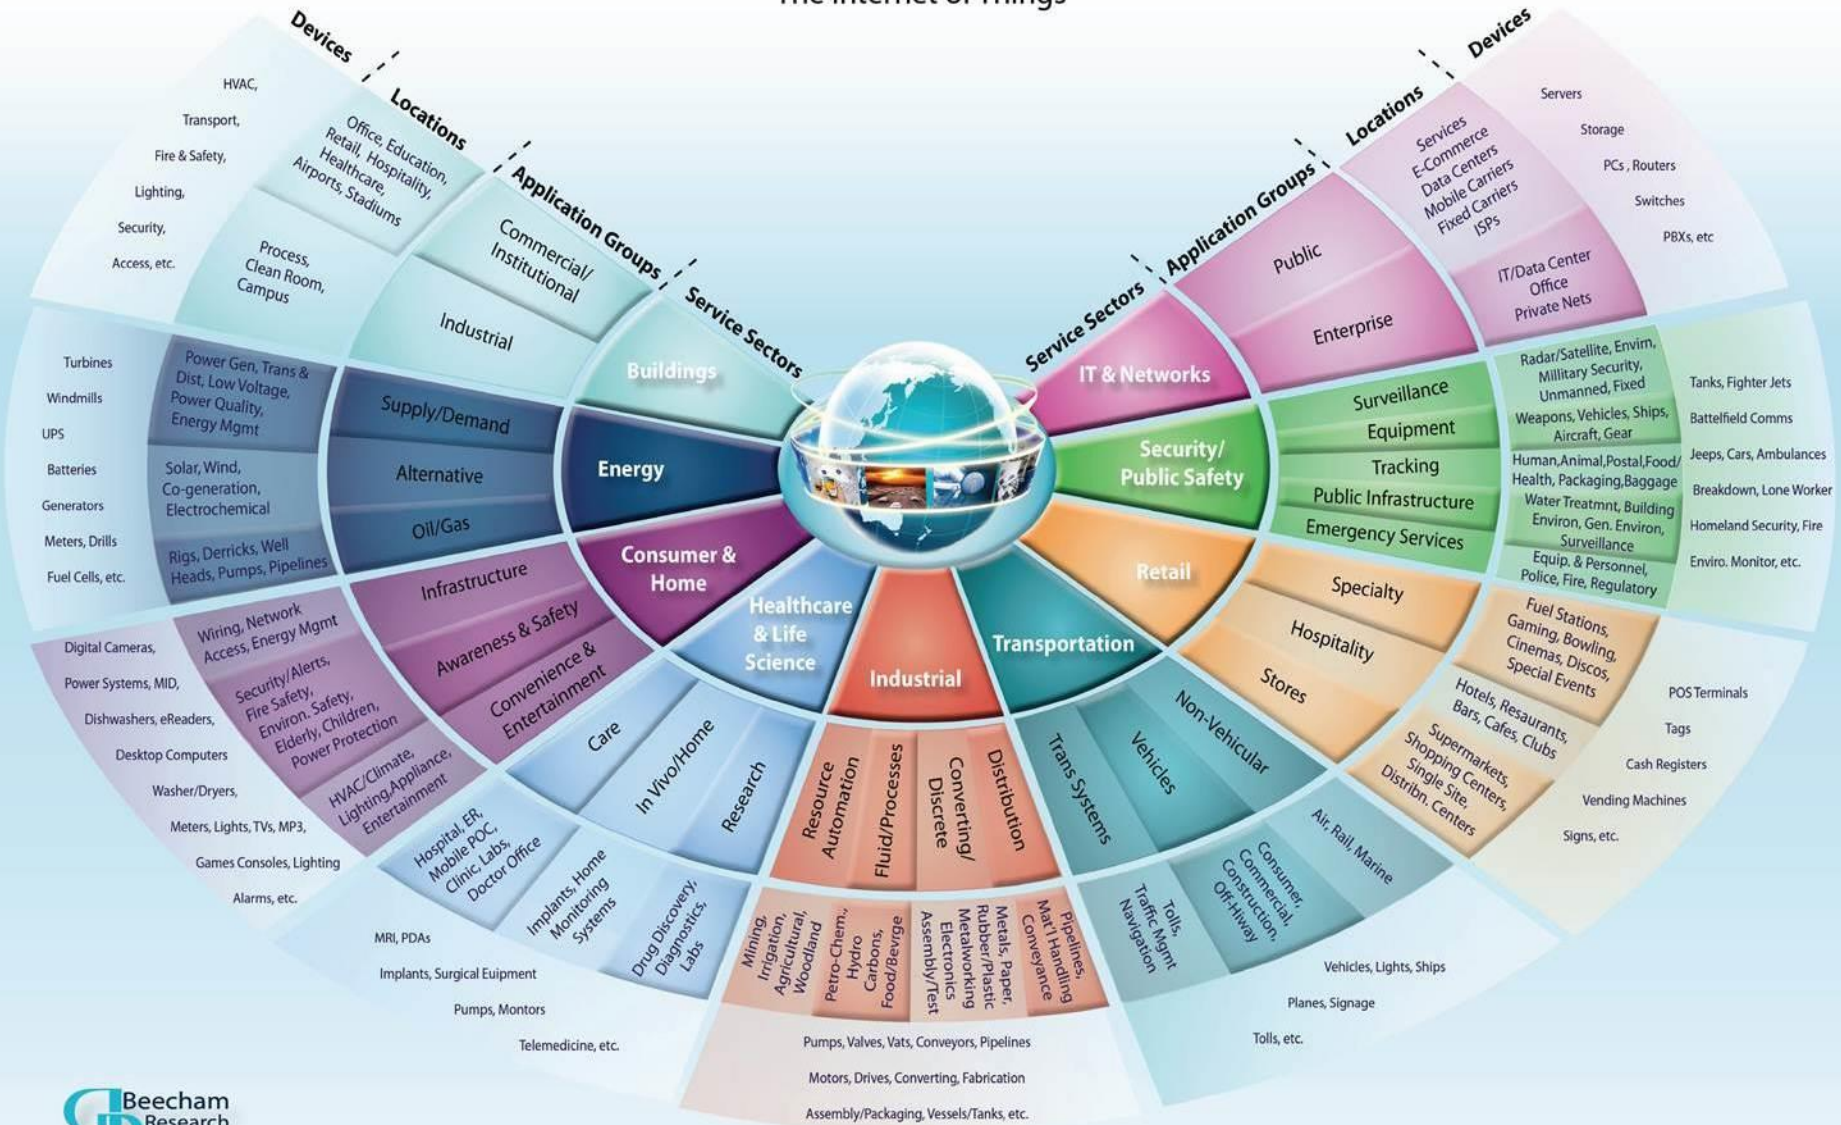 The Internet of Things
Devices
Locations
Application Groups
Service Sectors
HVAC,
Transport,
Fire & Safety,
Lighting,
Security,
Access, etc.
Office, Education,
Retail, Hospitality,
Healthcare,
Airports, Stadiums
Process,
Clean Room,
Campus
Commercial/
Institutional
Industrial
Buildings
Turbines
Windmills
UPS
Batteries
Generators
Meters, Drills
Fuel Cells, etc.
Power Gen, Trans &
Dist, Low Voltage,
Power Quality,
Energy Mgmt
Solar, Wind,
Co-generation,
Electrochemical
Rigs, Derricks, Well
Heads, Pumps, Pipelines
Supply/Demand
Alternative
Oil/Gas
Energy
Digital Cameras,
Power Systems, MID,
Dishwashers, eReaders,
Desktop Computers
Washer/Dryers,
Meters, Lights, TVs, MP3,
Games Consoles, Lighting
Alarms, etc.
Wiring, Network
Access, Energy Mgmt
Security/Alerts,
Fire Safety,
Environ. Safety,
Elderly, Children,
Power Protection
HVAC/Climate,
Lighting,Appliance,
Entertainment
Infrastructure
Awareness & Safety
Convenience &
Entertainment
Consumer &
Home
MRI, PDAs
Implants, Surgical Euipment
Pumps, Montors
Telemedicine, etc.
Hospital, ER,
Mobile POC,
Clinic, Labs,
Doctor Office
Implants, Home
Monitoring
Systems
Drug Discovery,
Diagnostics,
Labs
Care
In Vivo/Home
Research
Healthcare
& Life
Science
Industrial
Resource
Automation
Fluid/Processes
Converting/
Discrete
Distribution
Mining,
Irrigation,
Agricultural,
Woodland
Petro-Chem.,
Hydro
Carbons,
Food/Bevrge
Metals, Paper,
Rubber/Plastic
Metalworking
Electronics
Assembly/Test
Pipelines,
Mat'l Handling
Conveyance
Pumps, Valves, Vats, Conveyors, Pipelines
Motors, Drives, Converting, Fabrication
Assembly/Packaging, Vessels/Tanks, etc.
Transportation
Trans Systems
Vehicles
Non-Vehicular
Tolls,
Traffic Mgmt
Navigation
Consumer,
Commercial,
Construction,
Off-Hiway
Air, Rail, Marine
Vehicles, Lights, Ships
Planes, Signage
Tolls, etc.
Retail
Specialty
Hospitality
Stores
Fuel Stations,
Gaming, Bowling,
Cinemas, Discos,
Special Events
Hotels, Resaurants,
Bars, Cafes, Clubs
Supermarkets,
Shopping Centers,
Single Site,
Distribn. Centers
POS Terminals
Tags
Cash Registers
Vending Machines
Signs, etc.
Security/
Public Safety
Surveillance
Equipment
Tracking
Public Infrastructure
Emergency Services
Radar/Satellite, Envirn,
Millitary Security,
Unmanned, Fixed
Weapons, Vehicles, Ships,
Aircraft, Gear
Human,Animal,Postal,Food/
Health, Packaging,Baggage
Water Treatmnt, Building
Environ, Gen. Environ,
Surveillance
Equip. & Personnel,
Police, Fire, Regulatory
Tanks, Fighter Jets
Battelfield Comms
Jeeps, Cars, Ambulances
Breakdown, Lone Worker
Homeland Security, Fire
Enviro. Monitor, etc.
IT & Networks
Public
Enterprise
Services
E-Commerce
Data Centers
Mobile Carriers
Fixed Carriers
ISPs
IT/Data Center
Office
Private Nets
Servers
Storage
PCs , Routers
Switches
PBXs, etc
Service Sectors
Application Groups
Locations
Devices
Beecham
Research